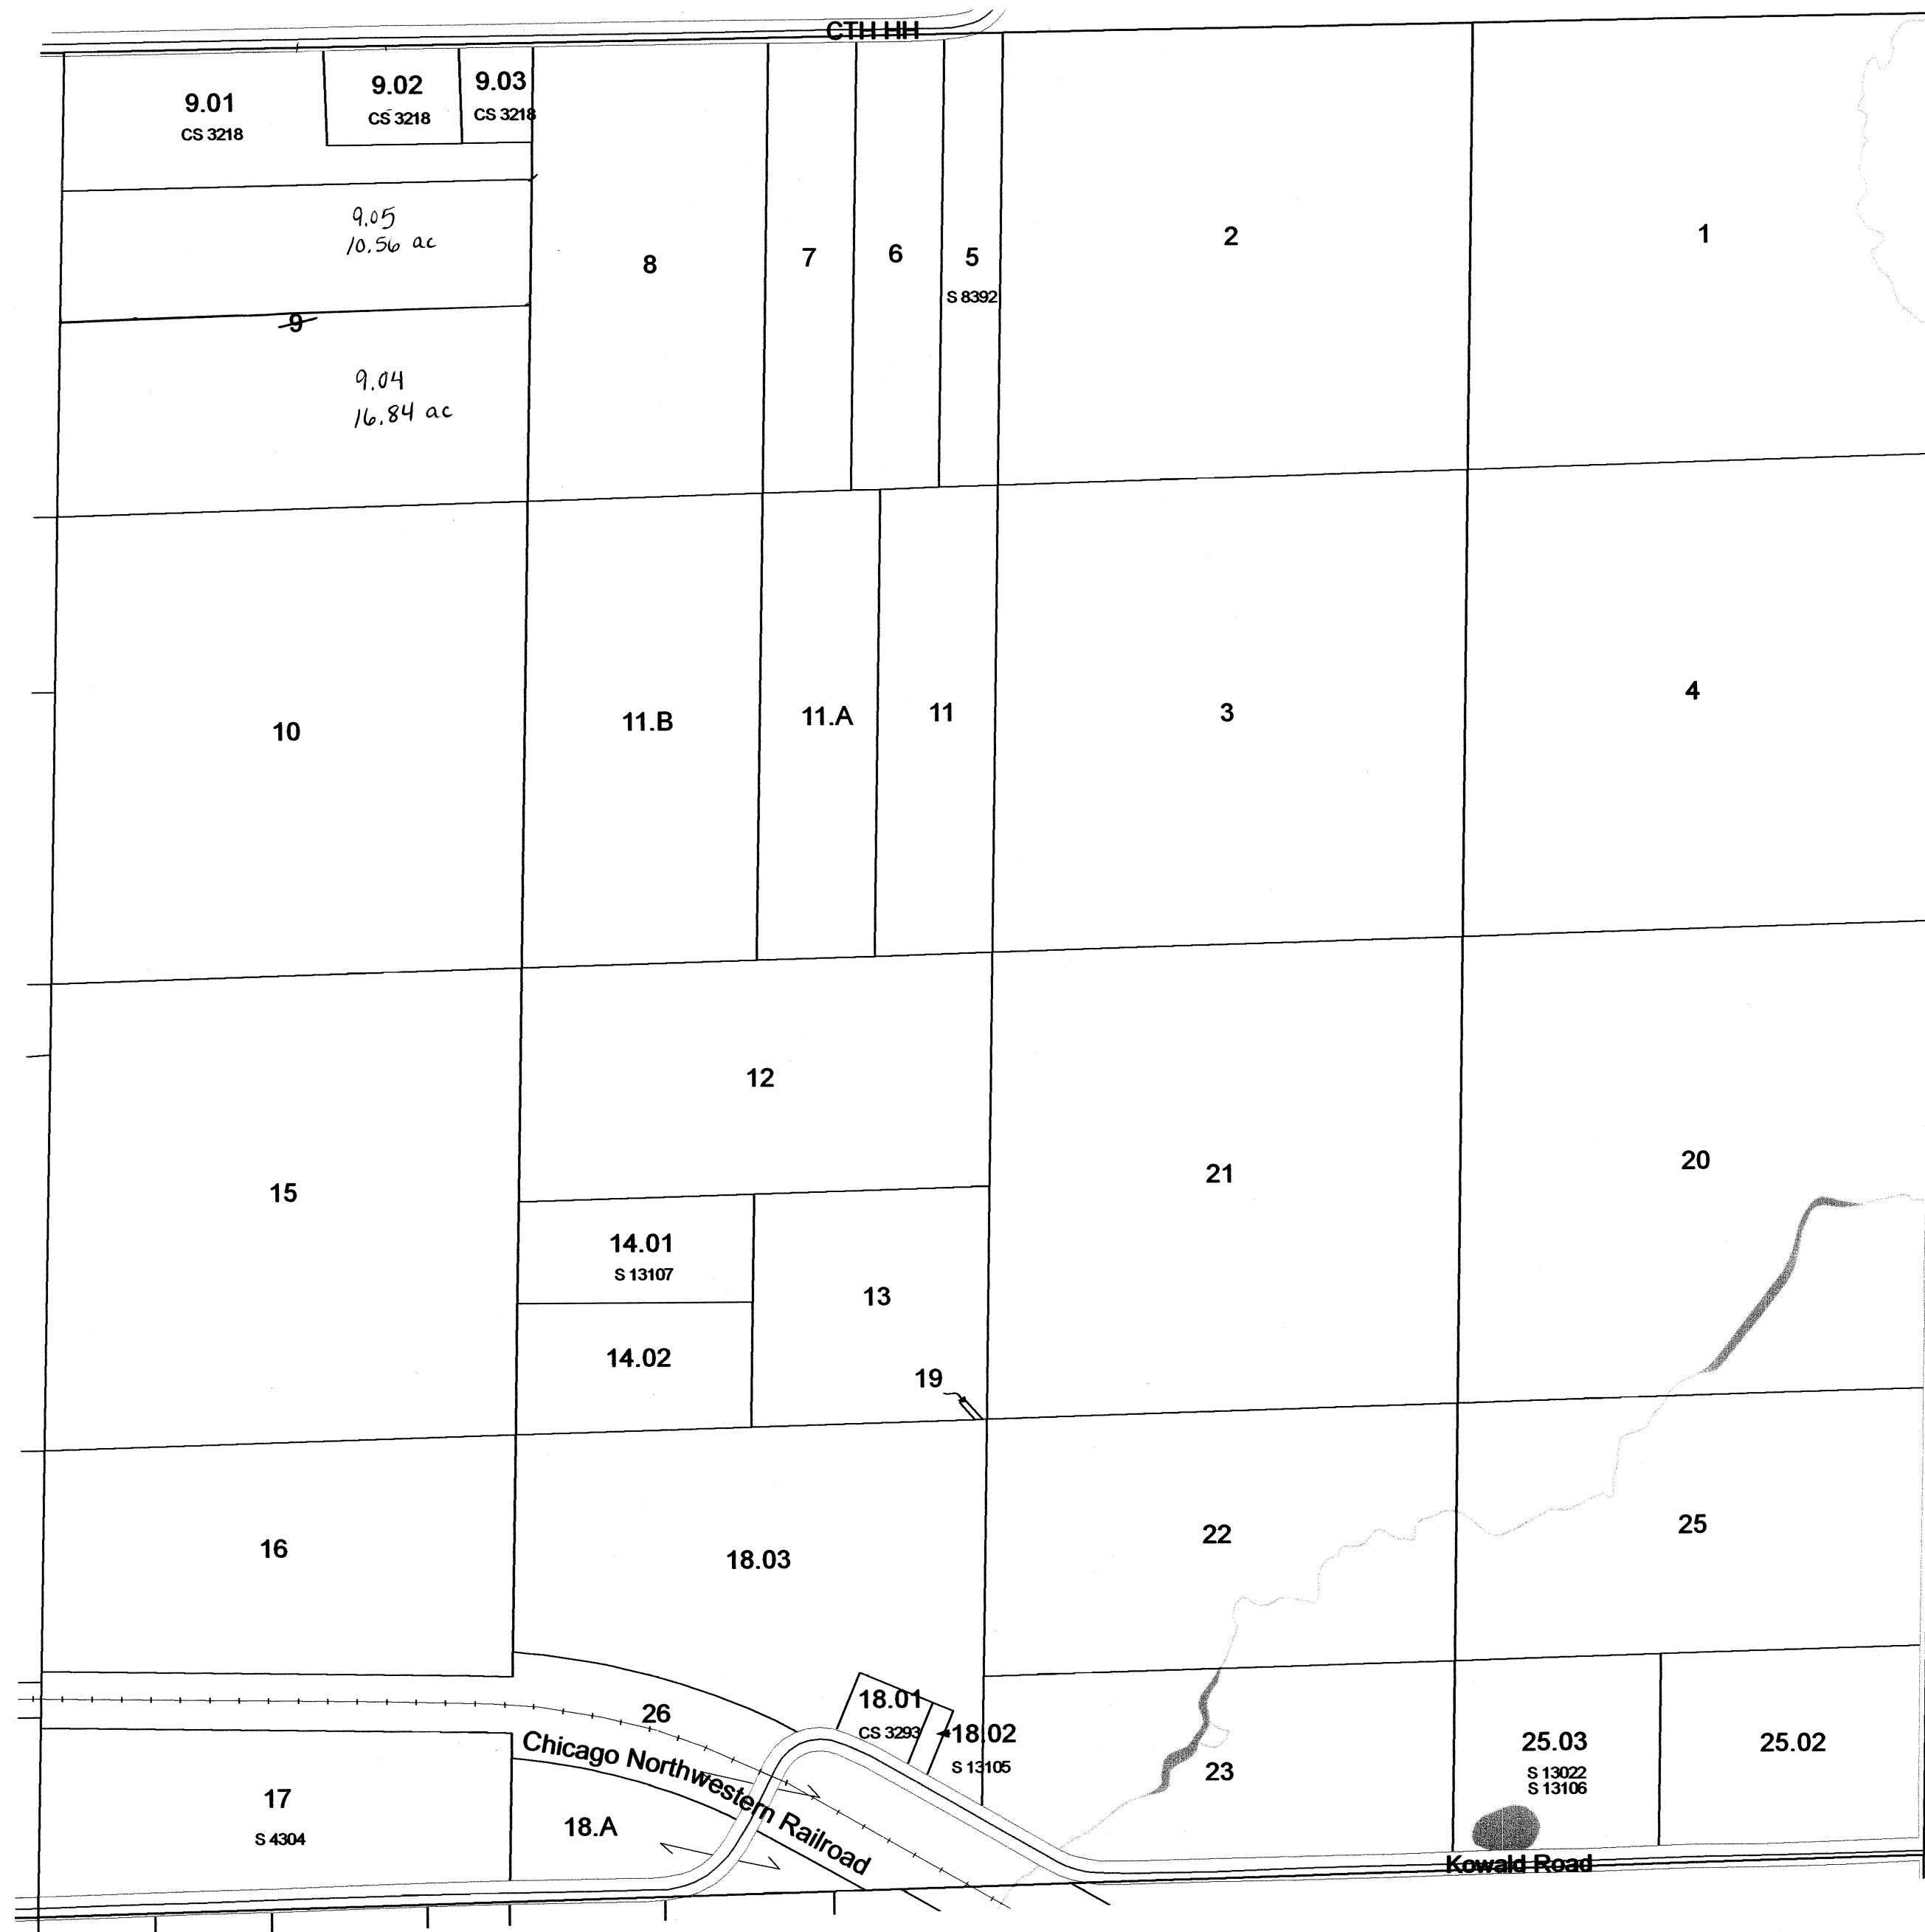 CTH HH
9.01
CS 3218
9.02
CS 3218
9.03
CS 3218
9.05
10.56 ac
9
9.04
16.84 ac
8
7
6
5
S 8392
2
1
10
11.B
11.A
11
3
4
12
15
14.01
S 13107
14.02
13
19
21
20
16
18.03
22
25
26
Chicago Northwestern Railroad
18.01
CS 3293
18.02
S 13105
17
S 4304
18.A
23
25.03
S 13022
S 13106
25.02
Kowald Road